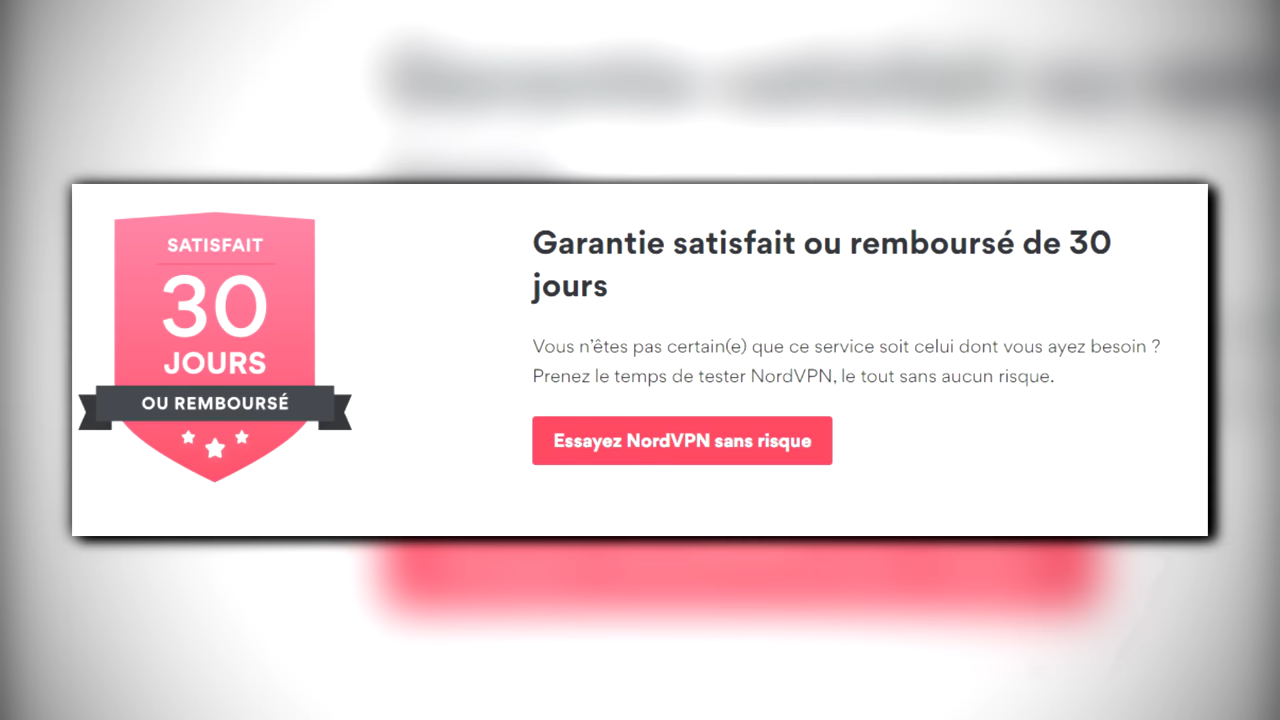 SATISFAIT
30
JOURS
OU REMBOURSÉ
Garantie satisfait ou remboursé de 30
jours
Vous n’êtes pas certain(e) que ce service soit celui dont vous ayez besoin ?
Prenez le temps de tester NordVPN, le tout sans aucun risque.
Essayez NordVPN sans risque